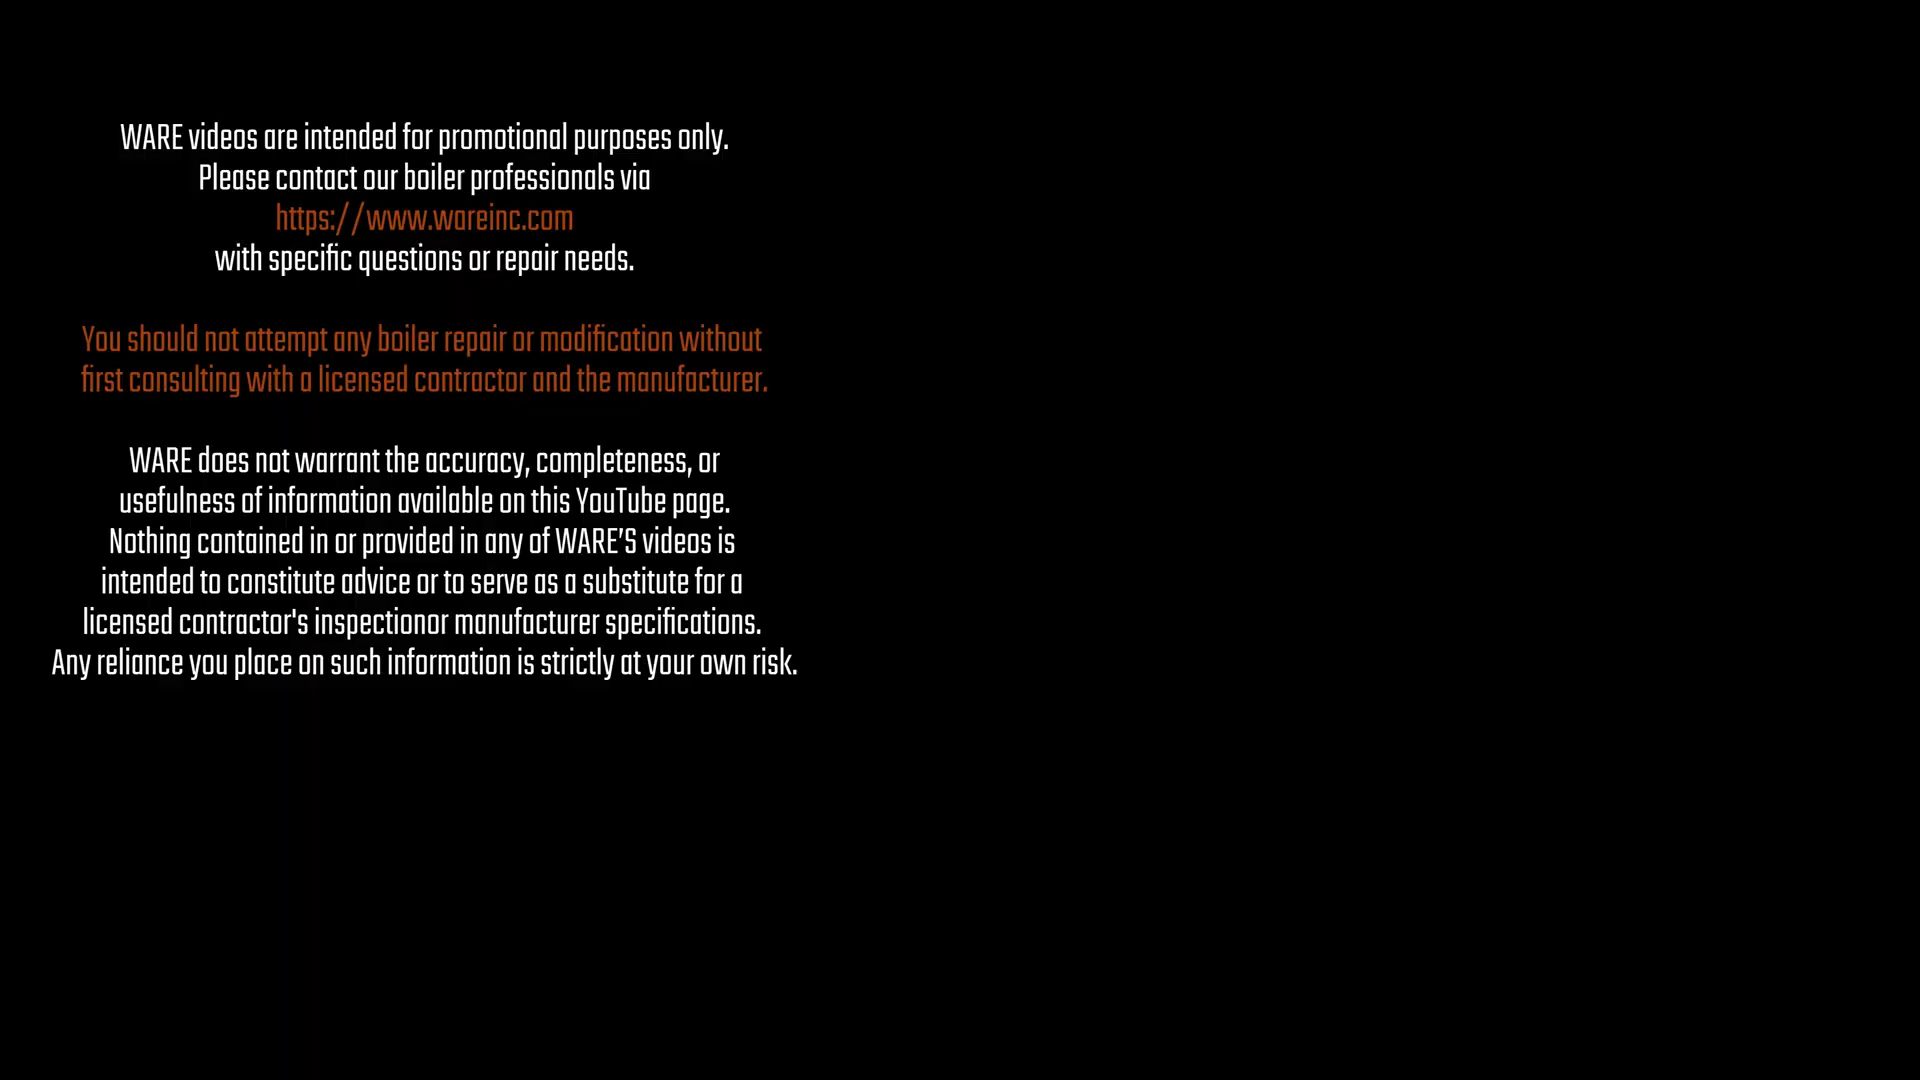 WARE videos are intended for promotional purposes only.
Please contact our boiler professionals via
https://www.wareinc.com
with specific questions or repair needs.
You should not attempt any boiler repair or modification without
first consulting with a licensed contractor and the manufacturer.
WARE does not warrant the accuracy, completeness, or
usefulness of information available on this YouTube page.
Nothing contained in or provided in any of WARE’S videos is
intended to constitute advice or to serve as a substitute for a
licensed contractor's inspectionor manufacturer specifications.
Any reliance you place on such information is strictly at your own risk.